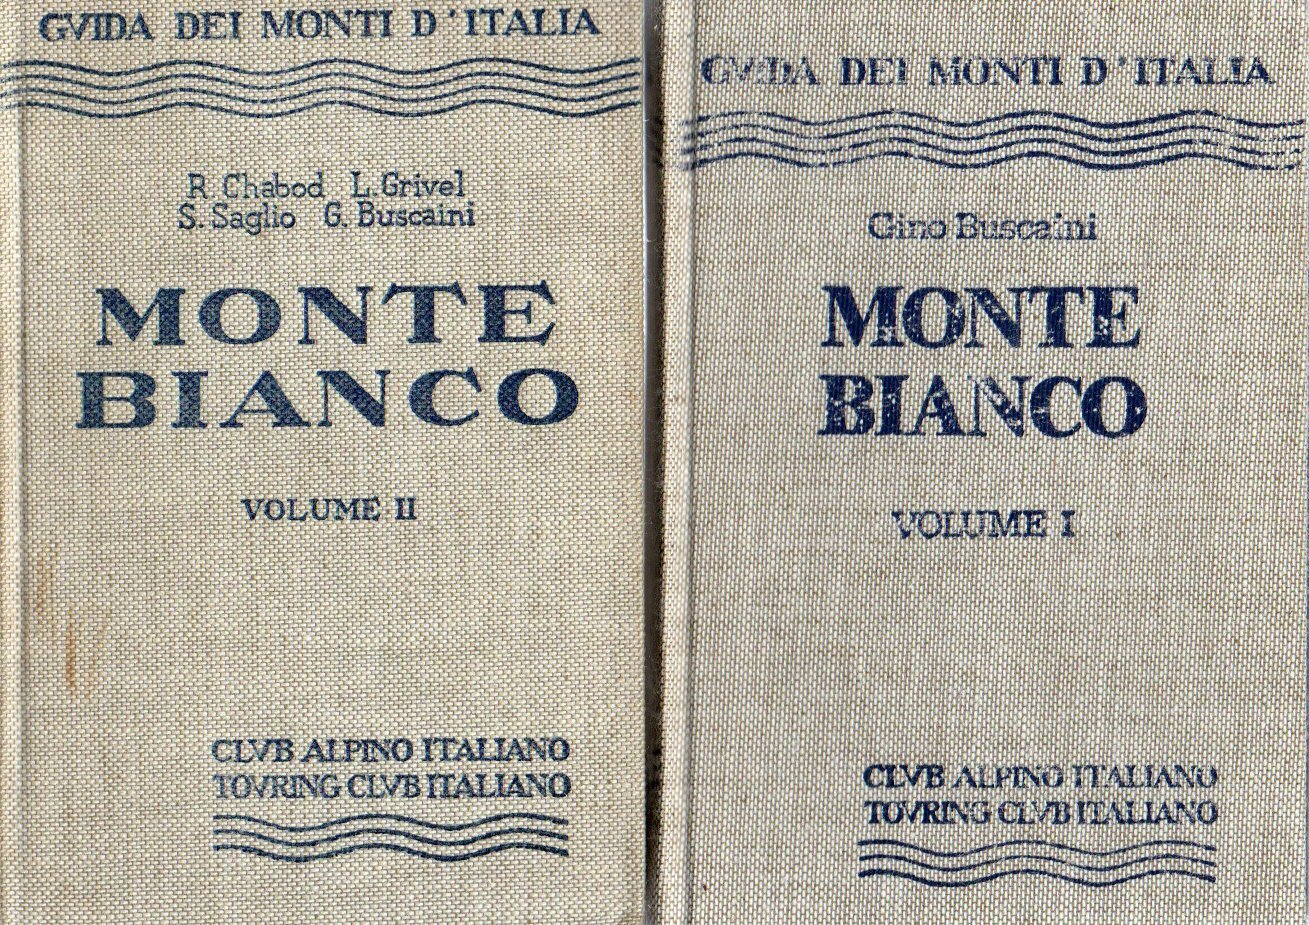 GVIDA DEI MONTI D'ITALIA
R. Chabod L. Grivel
S. Saglio G. Buscaini
MONTE
BIANCO
VOLUME II
CLVB ALPINO ITALIANO
TOVRING CLVB ITALIANO
GVIDA DEI MONTI D'ITALIA
Gino Buscaini
MONTE
BIANCO
VOLUME I
CLVB ALPINO ITALIANO
TOVRING CLVB ITALIANO